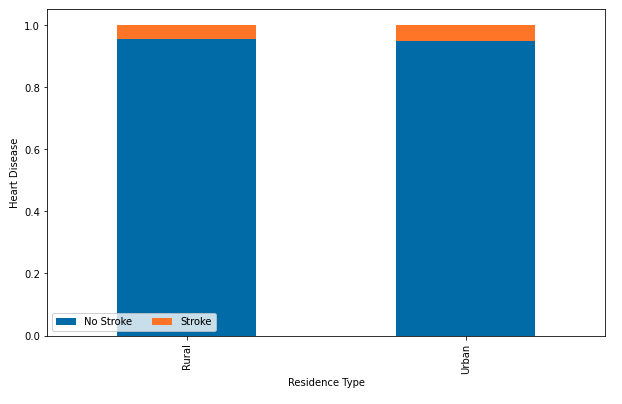 1.0
0.8
0.6
0.4
0.2
0.0
Heart Disease
No Stroke Stroke
Rural
Urban
Residence Type